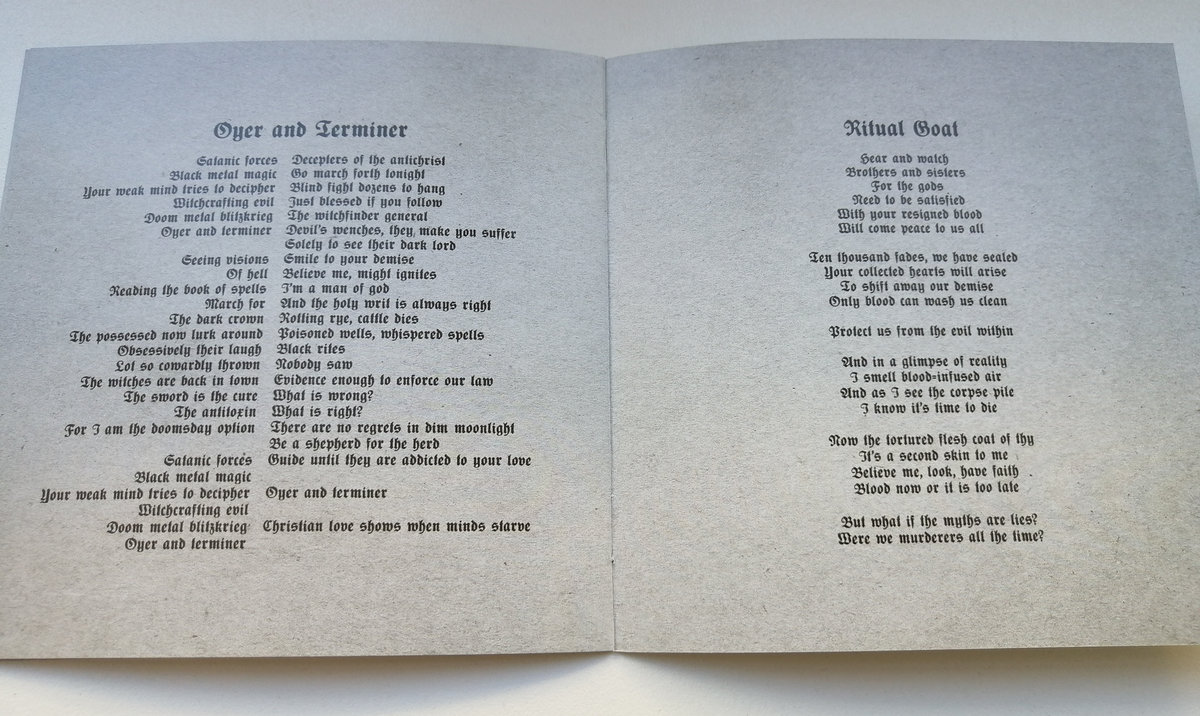 Oyer and Terminer
Satanic forces
Black metal magic
Your weak mind tries to decipher
Witchcrafting evil
Doom metal blitzkrieg
Oyer and terminer
Seeing visions
Of hell
Reading the book of spells
March for
The dark crown
The possessed now lurk around
Obsessively their laugh
Lot so cowardly thrown
The witches are back in town
The sword is the cure
The antitoxin
For I am the doomsday option
Satanic forces
Black metal magic
Your weak mind tries to decipher
Witchcrafting evil
Doom metal blitzkrieg
Oyer and terminer
Decepters of the antichrist
Go march forth tonight
Blind fight dozens to hang
Just blessed if you follow
The witchfinder general
Devil's wenches, they make you suffer
Solely to see their dark lord
Smile to your demise
Believe me, might ignites
I'm a man of god
And the holy writ is always right
Rotting rye, cattle dies
Poisoned wells, whispered spells
Black rites
Nobody saw
Evidence enough to enforce our law
What is wrong?
What is right?
There are no regrets in dim moonlight
Be a shepherd for the herd
Guide until they are addicted to your love
Oyer and terminer
Christian love shows when minds starve
Ritual Goat
Hear and watch
Brothers and sisters
For the gods
Need to be satisfied
With your resigned blood
Will come peace to us all
Ten thousand fades, we have sealed
Your collected hearts will arise
To shift away our demise
Only blood can wash us clean
Protect us from the evil within
And in a glimpse of reality
I smell blood-infused air
And as I see the corpse pile
I know it's time to die
Now the tortured flesh coat of thy
It's a second skin to me
Believe me, look, have faith
Blood now or it is too late
But what if the myths are lies?
Were we murderers all the time?